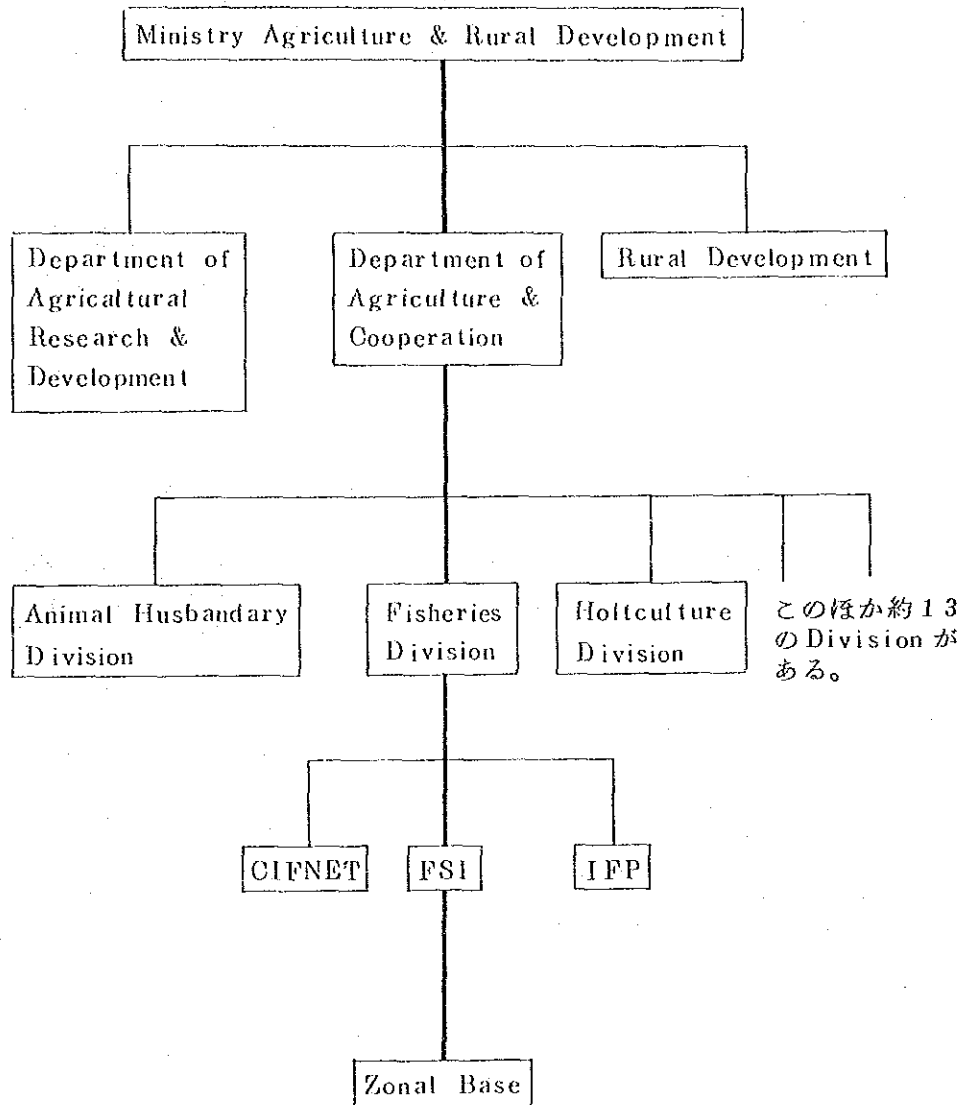 Ministry Agriculture & Rural Development
Department of
Agricaltural
Research &
Development
Department of
Agriculture &
Cooperation
Rural Development
Animal Husbandary
Division
Fisheries
Division
Holtculture
Division
このほか約13
のDivisionが
ある。
CIFNET
FSI
IFP
Zonal Base